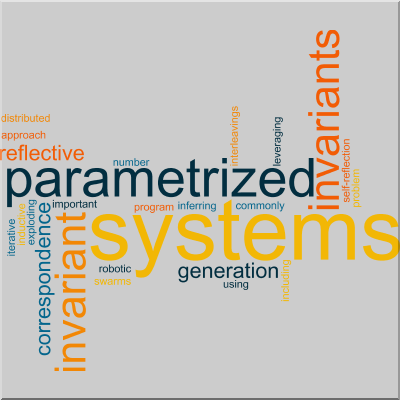 distributed
approach
reflective
number
interleavings
leveraging
invariants
self-reflection
problem
parametrized
important
program
inferring
commonly
systems
iterative
inductive
exploding
correspondence
invariant
robotic
swarms
generation
using
including